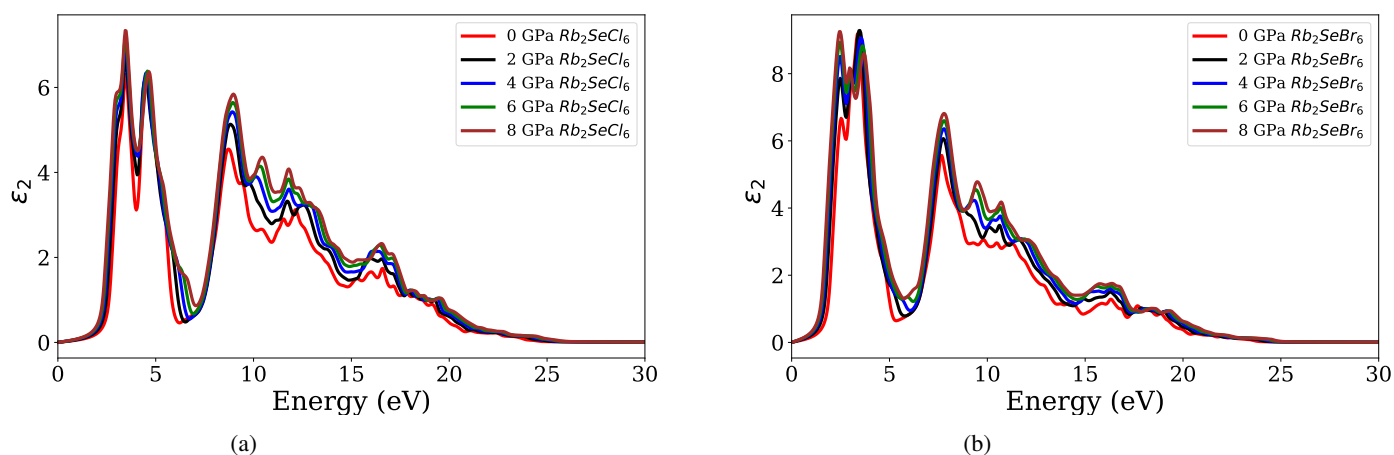 0 GPa Rb₂SeCl₆
2 GPa Rb₂SeCl₆
4 GPa Rb₂SeCl₆
6 GPa Rb₂SeCl₆
8 GPa Rb₂SeCl₆
6
4
2
0
ε₂
0 5 10 15 20 25 30
Energy (eV)
(a)
0 GPa Rb₂SeBr₆
2 GPa Rb₂SeBr₆
4 GPa Rb₂SeBr₆
6 GPa Rb₂SeBr₆
8 GPa Rb₂SeBr₆
8
6
4
2
0
ε₂
0 5 10 15 20 25 30
Energy (eV)
(b)